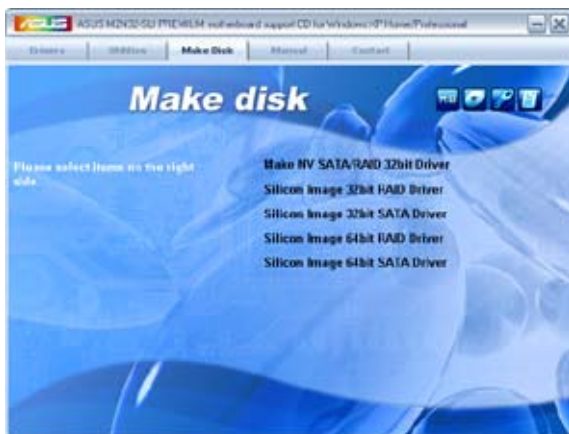 ASUS M2N32-SLI PREMIUM motherboard support CD for Windows XP Home/Professional
Drivers
Utilities
Make Disk
Manual
Contact
Make disk
Please select items on the right side.
Make NV SATA/RAID 32bit Driver
Silicon Image 32bit RAID Driver
Silicon Image 32bit SATA Driver
Silicon Image 64bit RAID Driver
Silicon Image 64bit SATA Driver